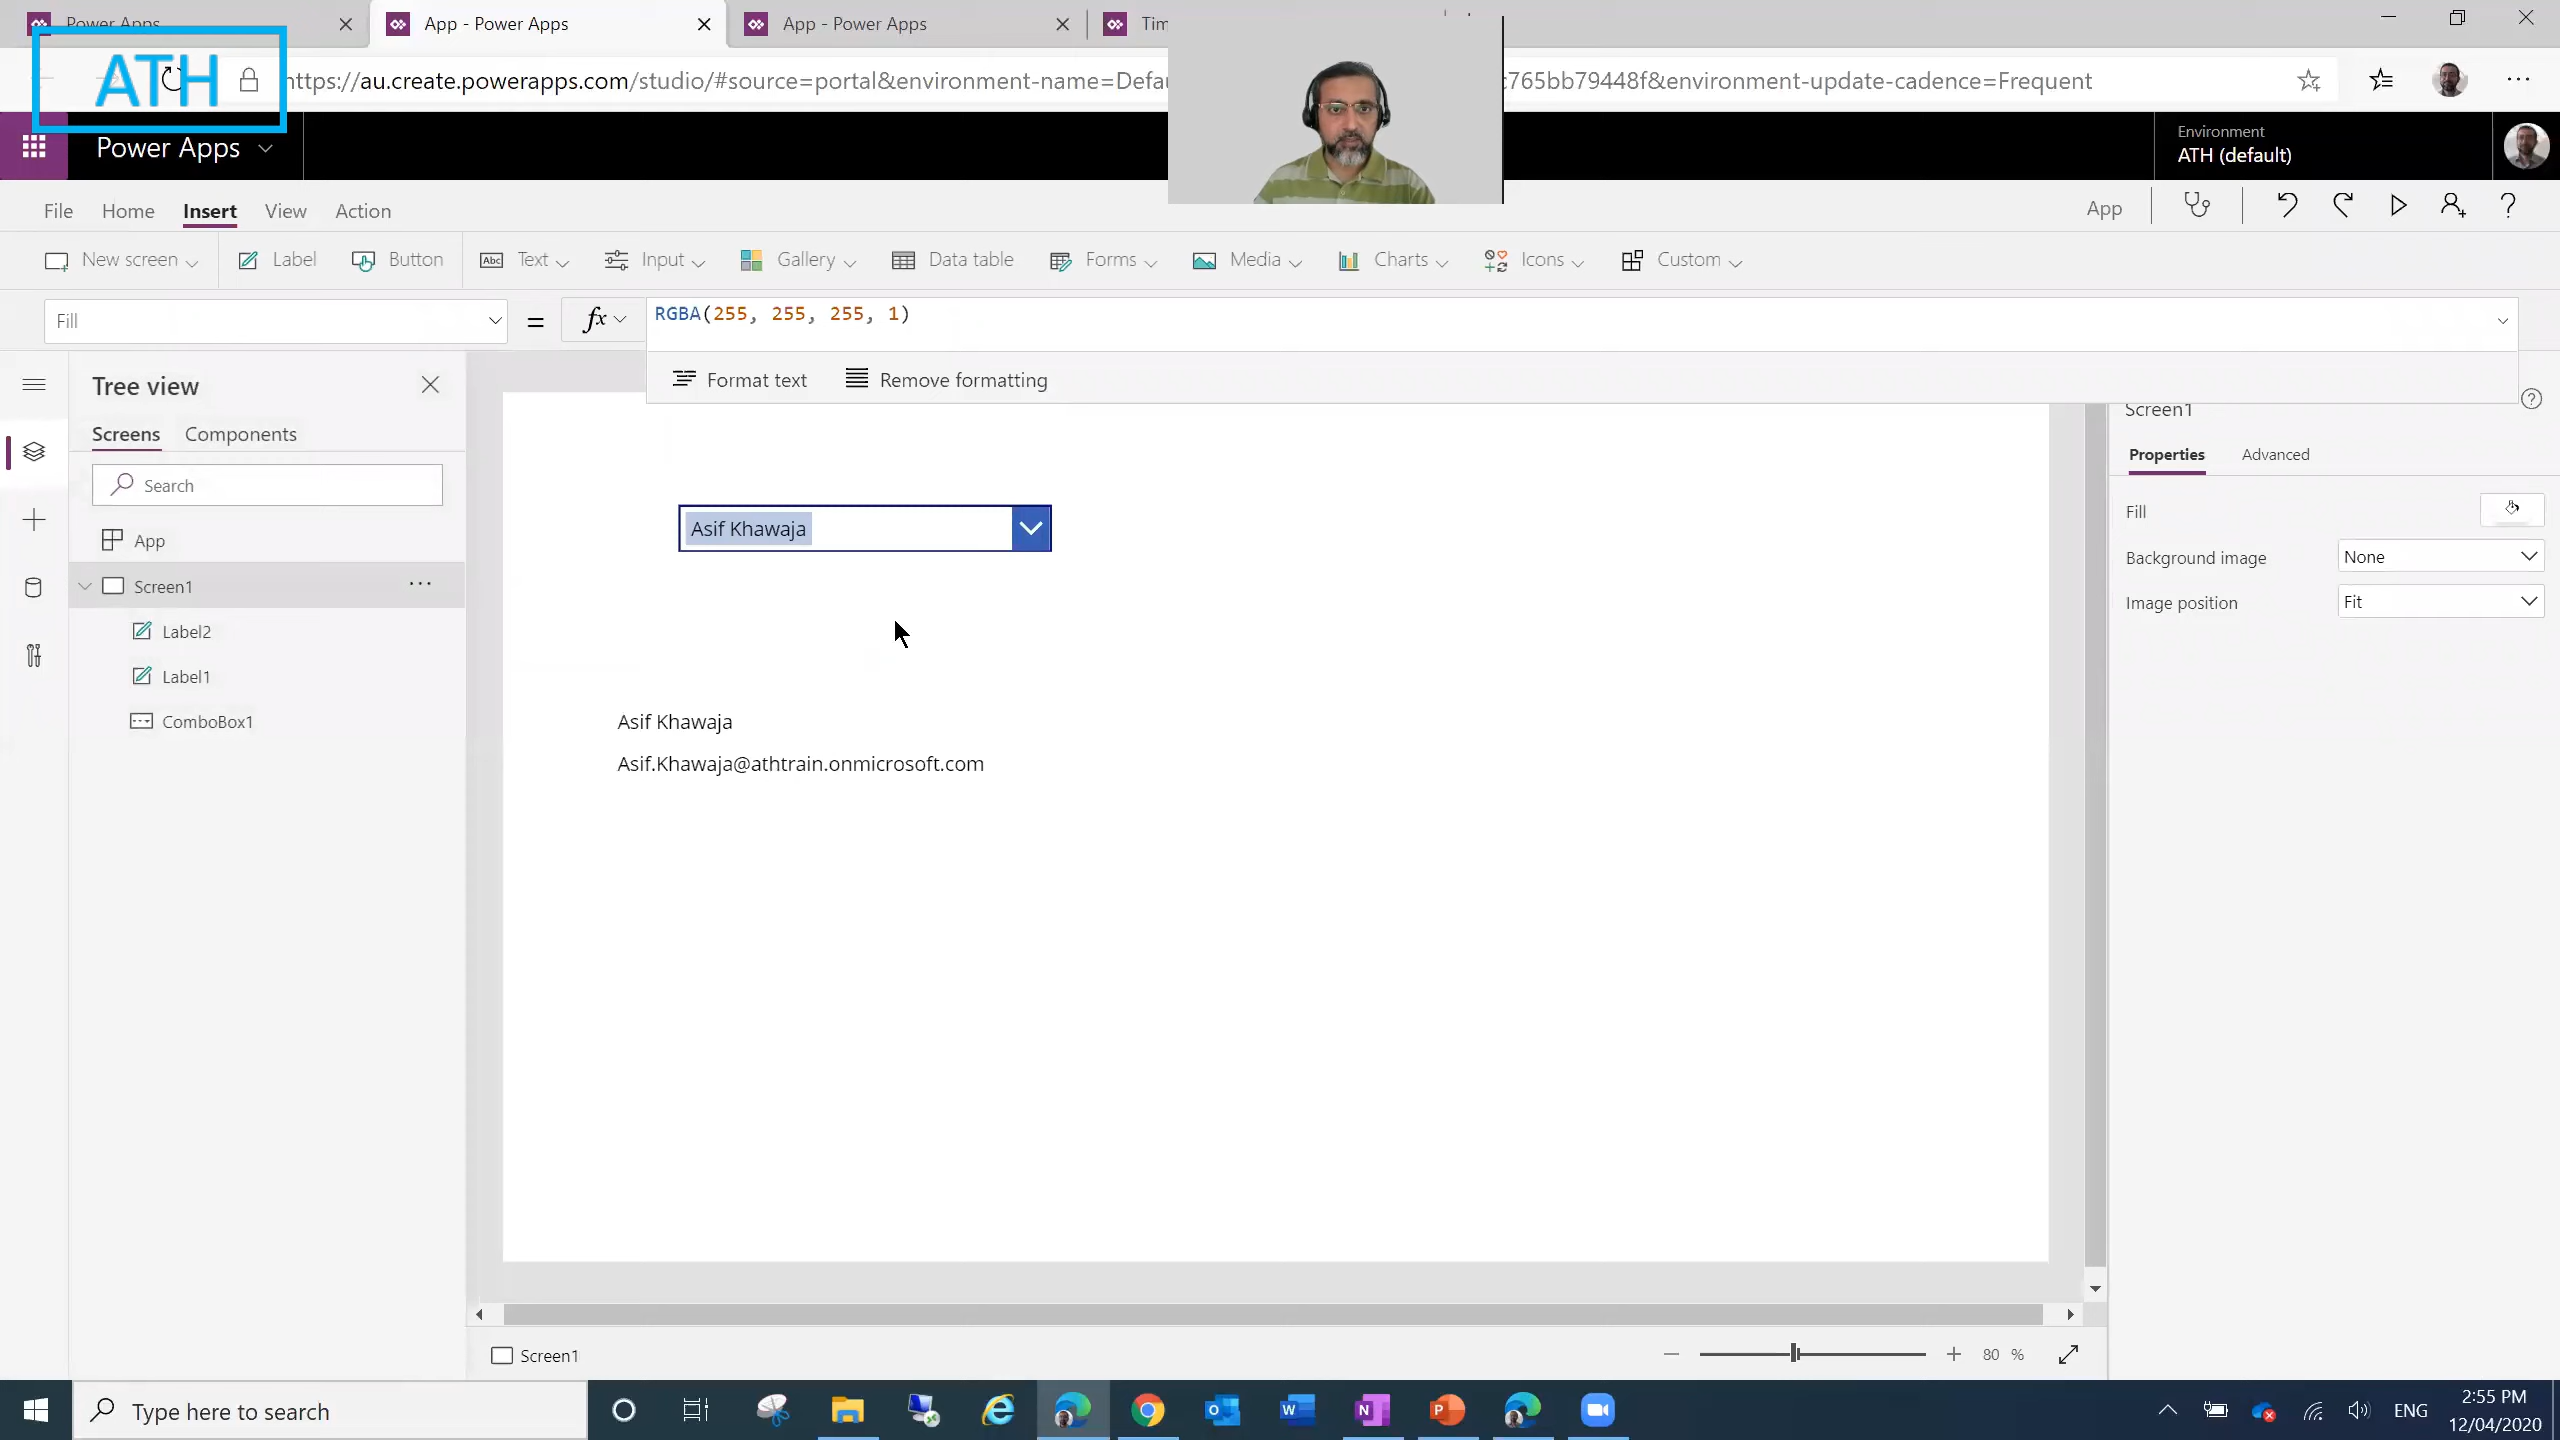 Power Apps
App - Power Apps
App - Power Apps
Tim
ATH
https://au.create.powerapps.com/studio/#source=portal&environment-name=Defau
c765bb79448f&environment-update-cadence=Frequent
Power Apps
Environment
ATH (default)
File Home Insert View Action
App
New screen Label Button Text Input Gallery Data table Forms Media Charts Icons Custom
Fill
=
fx
RGBA(255, 255, 255, 1)
Format text Remove formatting
Tree view
Screens Components
Search
App
Screen1
Label2
Label1
ComboBox1
Asif Khawaja
Asif Khawaja
Asif.Khawaja@athtrain.onmicrosoft.com
Screen1
Properties Advanced
Fill
Background image None
Image position Fit
Screen1
80 %
Type here to search
ENG
2:55 PM
12/04/2020